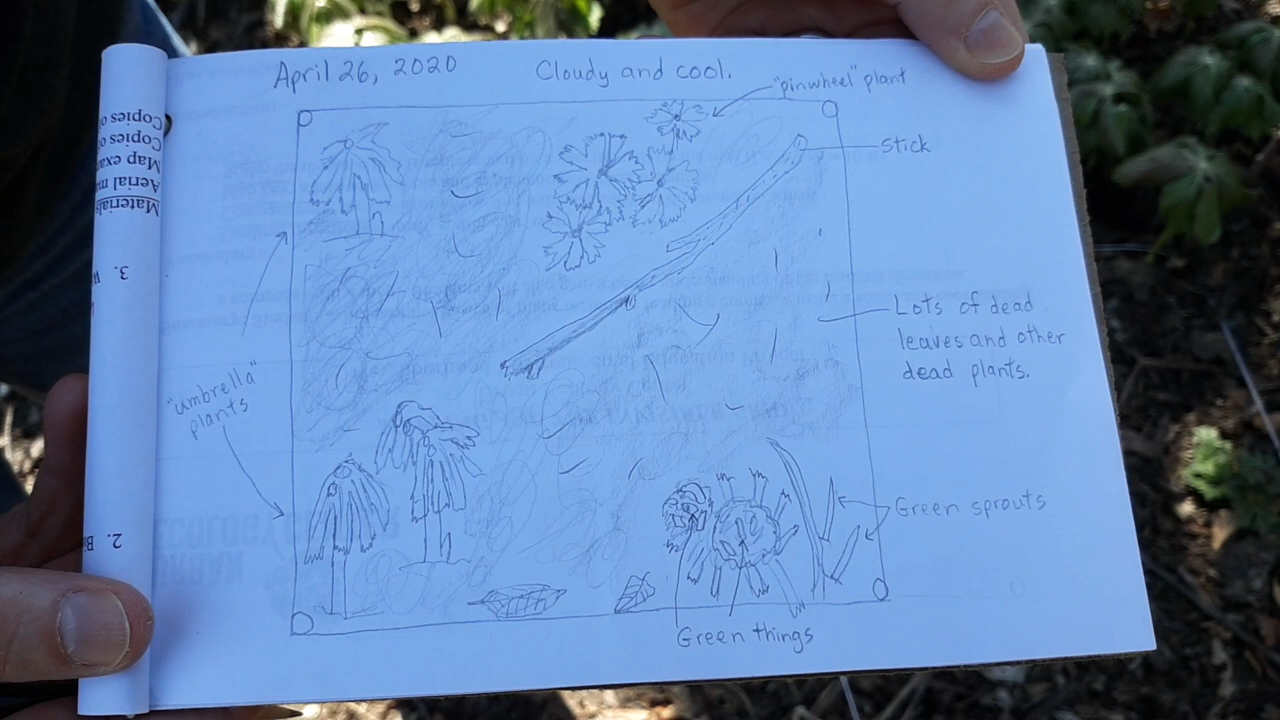 April 26, 2020
Cloudy and cool.
"pinwheel" plant
Stick
Lots of dead
leaves and other
dead plants.
"umbrella"
plants
Green sprouts
Green things
Materials
Aerial
Map
Copies
Copies
3.
2.